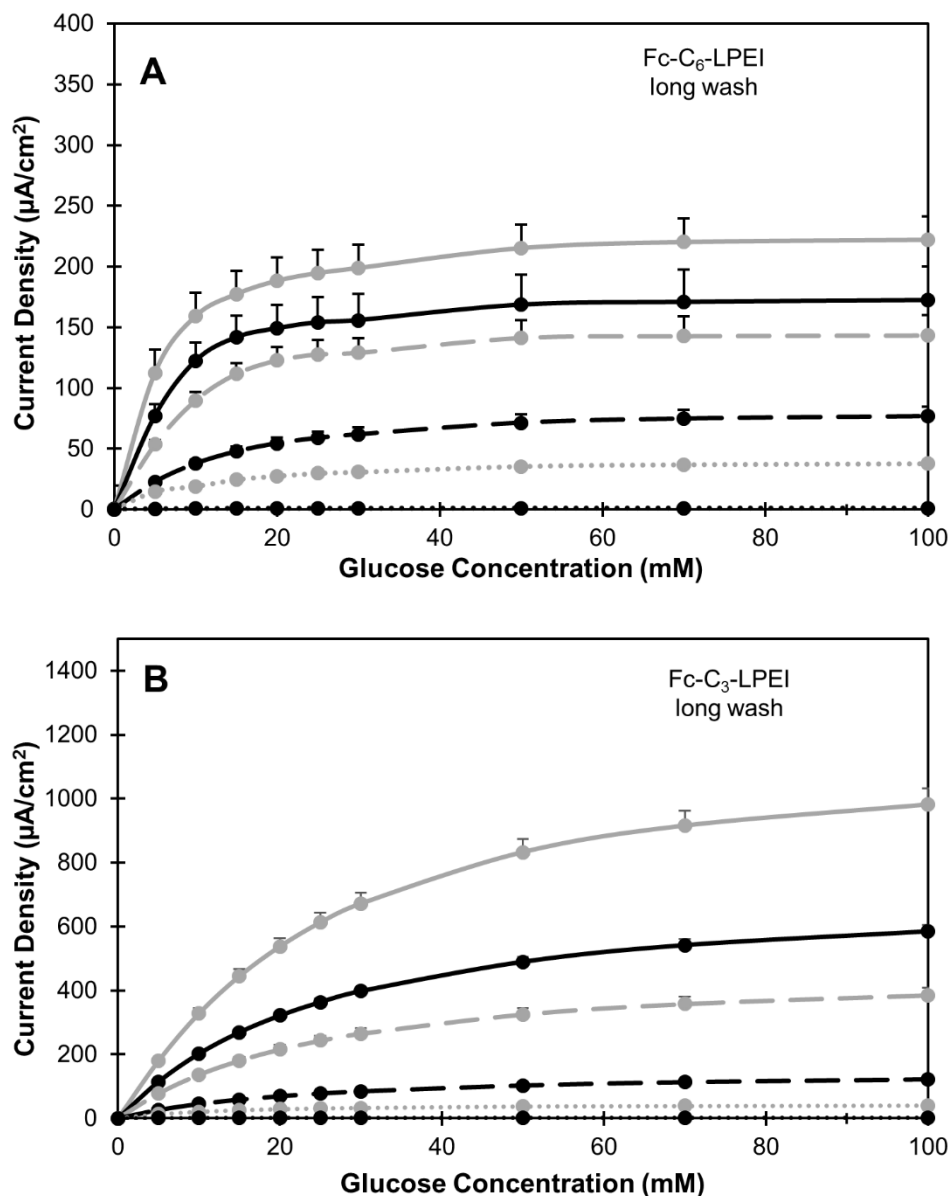 400
350
300
250
200
150
100
50
0
Current Density (µA/cm²)
A
Fc-C₆-LPEI
long wash
0 20 40 60 80 100
Glucose Concentration (mM)
1400
1200
1000
800
600
400
200
0
Current Density (µA/cm²)
B
Fc-C₃-LPEI
long wash
0 20 40 60 80 100
Glucose Concentration (mM)